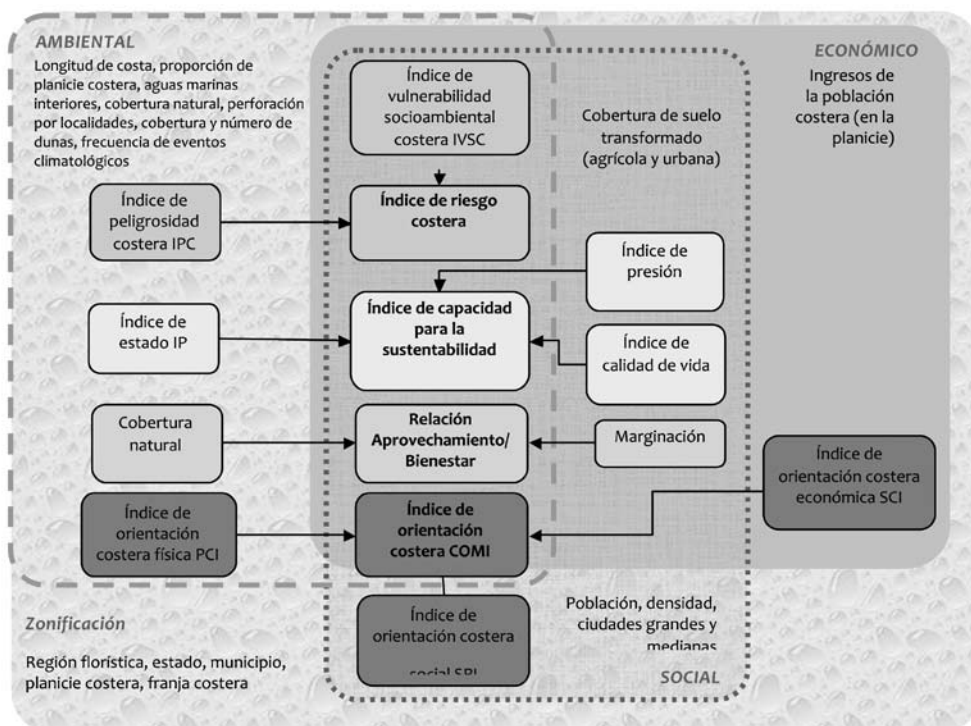 AMBIENTAL
Longitud de costa, proporción de
planicie costera, aguas marinas
interiores, cobertura natural, perforación
por localidades, cobertura y número de
dunas, frecuencia de eventos
climatológicos
Índice de
vulnerabilidad
socioambiental
costera IVSC
Cobertura de suelo
transformado
(agrícola y urbana)
ECONÓMICO
Ingresos de
la población
costera (en la
planicie)
Índice de
peligrosidad
costera IPC
Índice de riesgo
costera
Índice de
presión
Índice de
estado IP
Índice de capacidad
para la
sustentabilidad
Índice de
calidad de vida
Cobertura
natural
Relación
Aprovechamiento/
Bienestar
Marginación
Índice de
orientación costera
económica SCI
Índice de
orientación
costera física PCI
Índice de
orientación
costera COMI
Índice de
orientación costera
social SPI
Población, densidad,
ciudades grandes y
medianas
SOCIAL
Zonificación
Región florística, estado, municipio,
planicie costera, franja costera